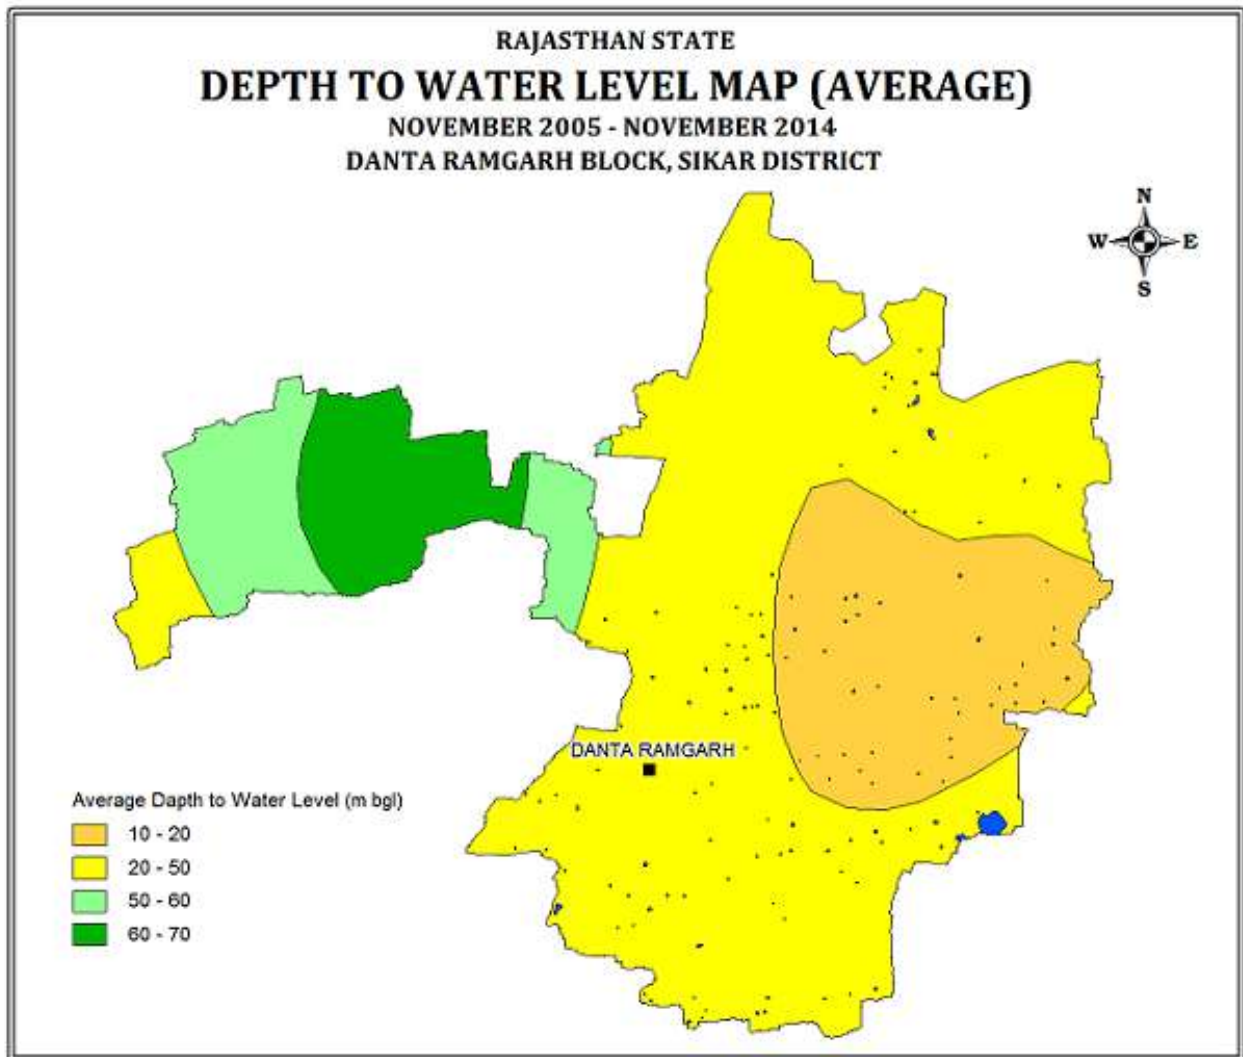 RAJASTHAN STATE
DEPTH TO WATER LEVEL MAP (AVERAGE)
NOVEMBER 2005 - NOVEMBER 2014
DANTA RAMGARH BLOCK, SIKAR DISTRICT
N
W E
S
DANTA RAMGARH
Average Dapth to Water Level (m bgl)
10 - 20
20 - 50
50 - 60
60 - 70